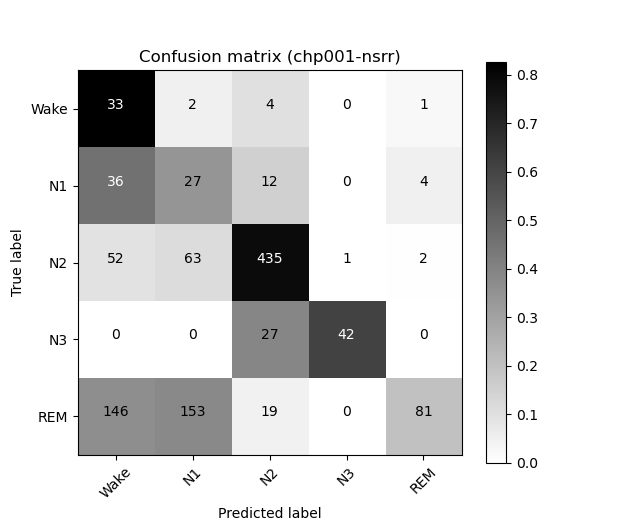 Confusion matrix (chp001-nsrr)
Wake 33 2 4 0 1
N1 36 27 12 0 4
N2 52 63 435 1 2
N3 0 0 27 42 0
REM 146 153 19 0 81
Wake N1 N2 N3 REM
True label
Predicted label
0.8
0.7
0.6
0.5
0.4
0.3
0.2
0.1
0.0